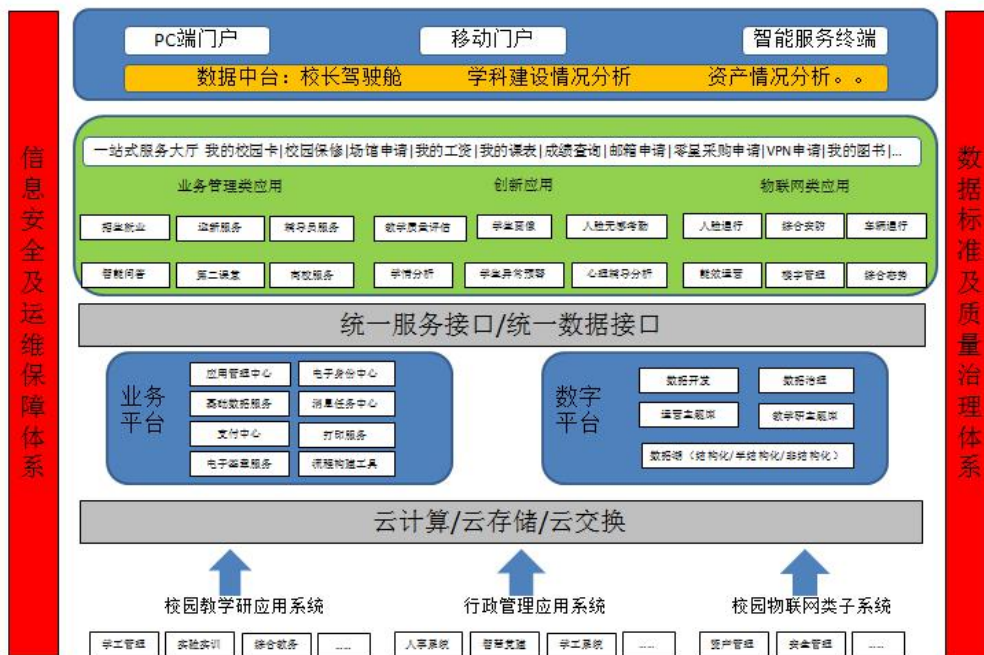 PC端门户 移动门户 智能服务终端
数据中台：校长驾驶舱 学科建设情况分析 资产情况分析。。
信息安全及运维保障体系
一站式服务大厅 我的校园卡|校园保修|场馆申请|我的工资|我的课表|成绩查询|邮箱申请|零星采购申请|VPN申请|我的图书|...
业务管理类应用 创新应用 物联网类应用
招生就业 迎新服务 辅导员服务 教学质量评估 学生画像 人脸无感考勤 人脸通行 综合安防 车辆通行
智能问答 第二课堂 离校服务 学情分析 学生异常预警 心理辅导分析 能效运营 楼宇管理 综合态势
统一服务接口/统一数据接口
业务平台
应用管理中心 电子身份中心
基础数据服务 消息任务中心
支付中心 打印服务
电子签章服务 流程构建工具
数字平台
数据开发 数据治理
运营主题库 教学研主题库
数据湖（结构化/半结构化/非结构化）
云计算/云存储/云交换
校园教学研应用系统 行政管理应用系统 校园物联网类子系统
学工管理 实验实训 综合教务 ...... 人事系统 智慧党建 学工系统 ...... 资产管理 安全管理 ......
数据标准及质量治理体系